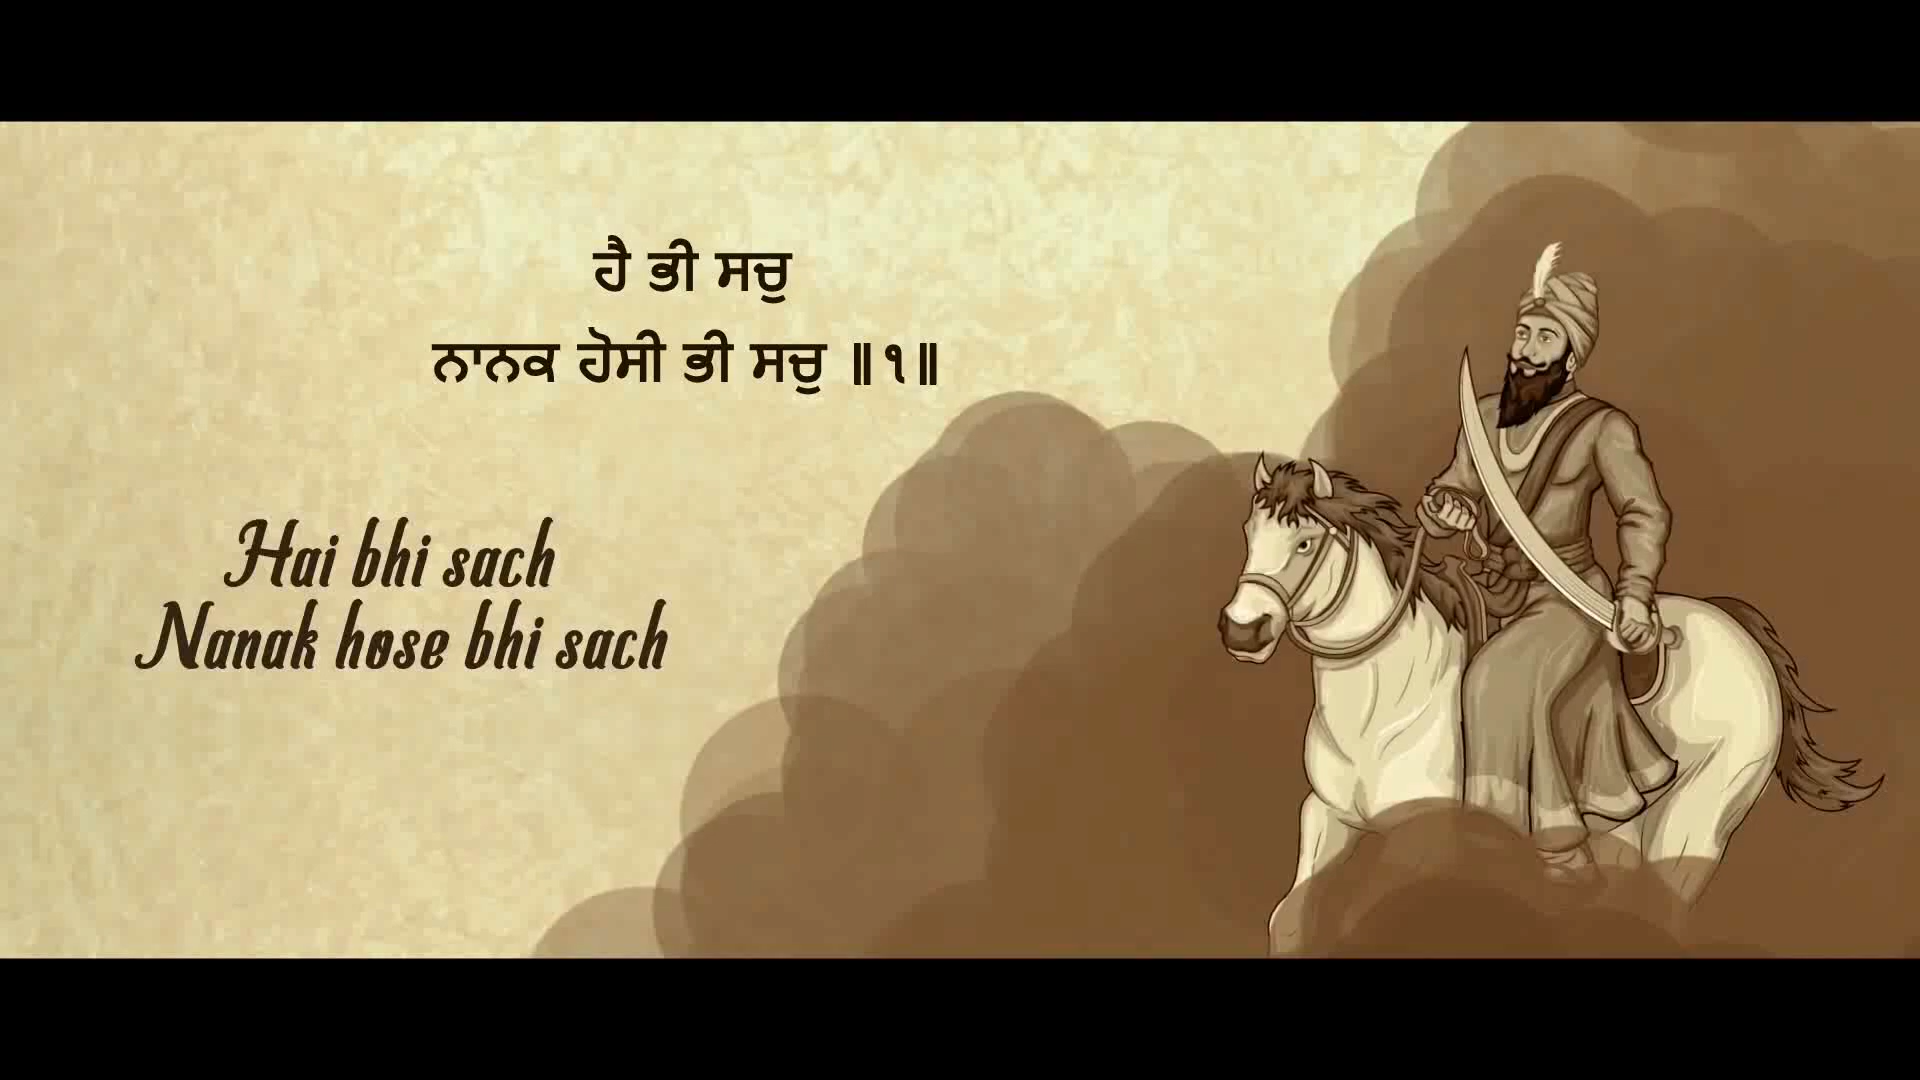 ਹੈ ਭੀ ਸਚੁ
ਨਾਨਕ ਹੋਸੀ ਭੀ ਸਚੁ ॥੧॥
Hai bhi sach
Nanak hose bhi sach